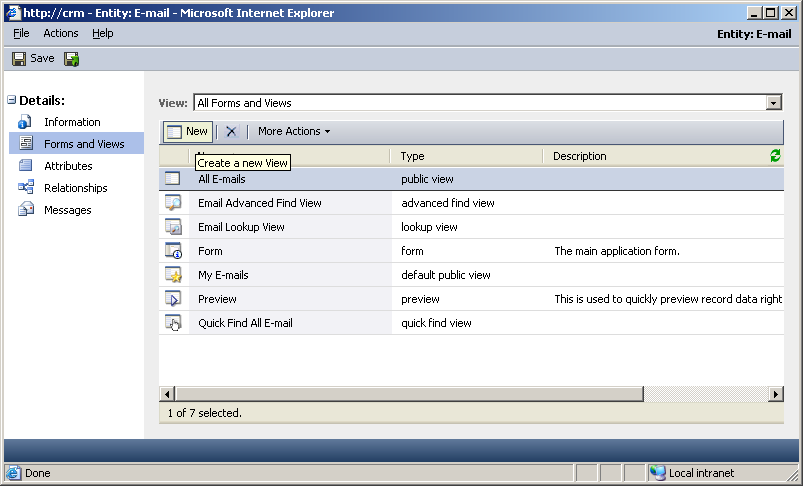 http://crm - Entity: E-mail - Microsoft Internet Explorer
File Actions Help Entity: E-mail
Save
Details:
Information
Forms and Views
Attributes
Relationships
Messages
View: All Forms and Views
New More Actions
Type Description
Create a new View
All E-mails public view
Email Advanced Find View advanced find view
Email Lookup View lookup view
Form form The main application form.
My E-mails default public view
Preview preview This is used to quickly preview record data right
Quick Find All E-mail quick find view
1 of 7 selected.
Done Local intranet